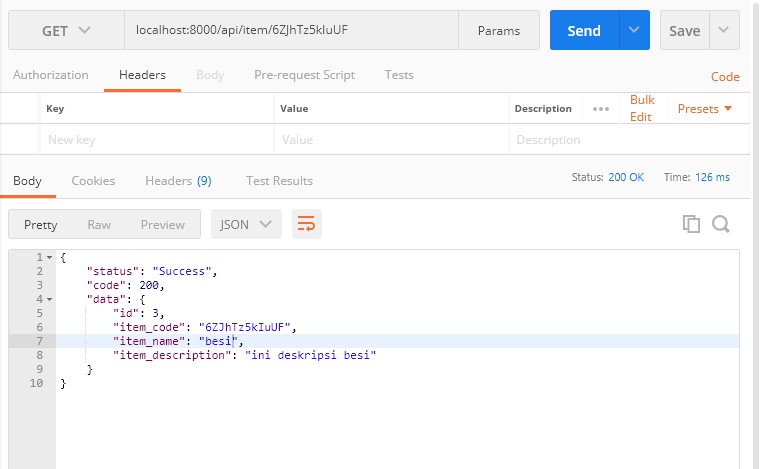 GET localhost:8000/api/item/6ZJhTz5kIuUF Params Send Save
Authorization Headers Body Pre-request Script Tests Code
Key Value Description ••• Bulk Edit Presets
New key Value Description
Body Cookies Headers (9) Test Results Status: 200 OK Time: 126 ms
Pretty Raw Preview JSON
1 {
2 "status": "Success",
3 "code": 200,
4 "data": {
5 "id": 3,
6 "item_code": "6ZJhTz5kIuUF",
7 "item_name": "besi",
8 "item_description": "ini deskripsi besi"
9 }
10 }